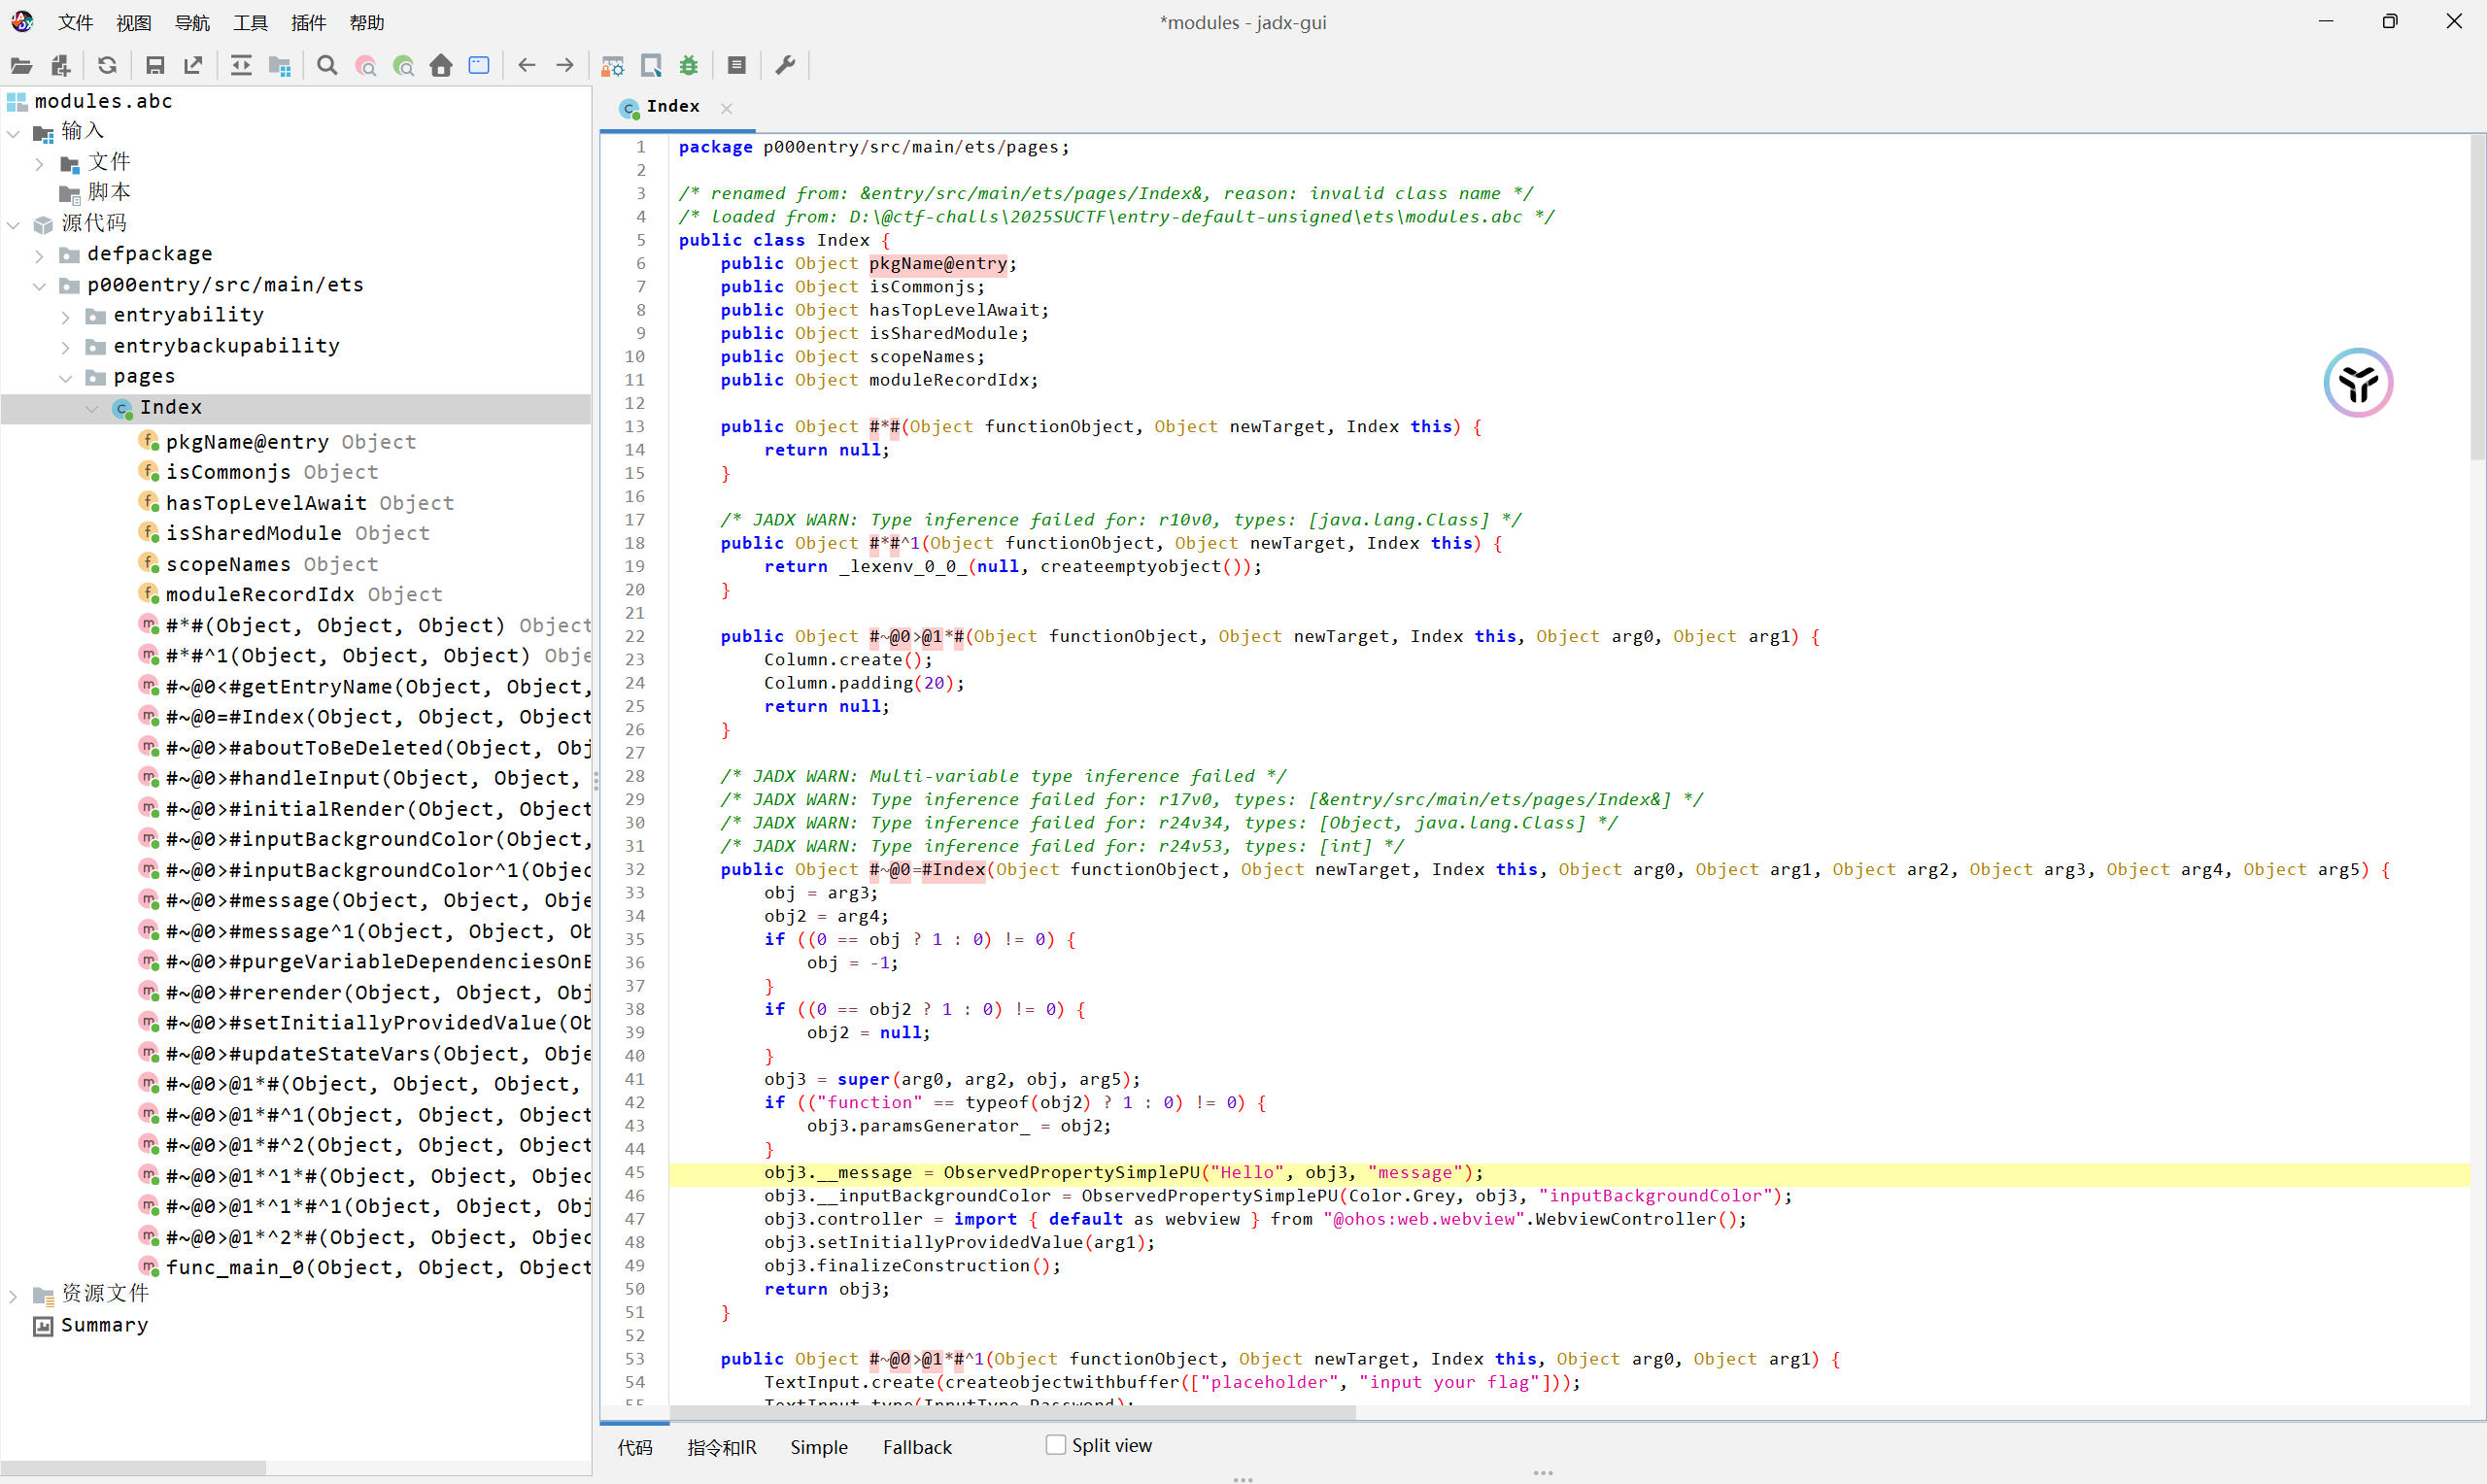 文件 视图 导航 工具 插件 帮助
*modules - jadx-gui
modules.abc
输入
文件
脚本
源代码
defpackage
p000entry/src/main/ets
entryability
entrybackupability
pages
Index
pkgName@entry Object
isCommonjs Object
hasTopLevelAwait Object
isSharedModule Object
scopeNames Object
moduleRecordIdx Object
#*#(Object, Object, Object) Object
#*#^1(Object, Object, Object) Obje
#~@0<#getEntryName(Object, Object,
#~@0=#Index(Object, Object, Object
#~@0>#aboutToBeDeleted(Object, Obj
#~@0>#handleInput(Object, Object,
#~@0>#initialRender(Object, Object
#~@0>#inputBackgroundColor(Object,
#~@0>#inputBackgroundColor^1(Objec
#~@0>#message(Object, Object, Obje
#~@0>#message^1(Object, Object, Ob
#~@0>#purgeVariableDependenciesOnE
#~@0>#rerender(Object, Object, Obj
#~@0>#setInitiallyProvidedValue(Ob
#~@0>#updateStateVars(Object, Obje
#~@0>@1*#(Object, Object, Object,
#~@0>@1*#^1(Object, Object, Object
#~@0>@1*#^2(Object, Object, Object
#~@0>@1*^1*#(Object, Object, Objec
#~@0>@1*^1*#^1(Object, Object, Obj
#~@0>@1*^2*#(Object, Object, Objec
func_main_0(Object, Object, Object
资源文件
Summary
Index
1 package p000entry/src/main/ets/pages;
2
3 /* renamed from: &entry/src/main/ets/pages/Index&, reason: invalid class name */
4 /* loaded from: D:\@ctf-challs\2025SUCTF\entry-default-unsigned\ets\modules.abc */
5 public class Index {
6 public Object pkgName@entry;
7 public Object isCommonjs;
8 public Object hasTopLevelAwait;
9 public Object isSharedModule;
10 public Object scopeNames;
11 public Object moduleRecordIdx;
12
13 public Object #*#(Object functionObject, Object newTarget, Index this) {
14 return null;
15 }
16
17 /* JADX WARN: Type inference failed for: r10v0, types: [java.lang.Class] */
18 public Object #*#^1(Object functionObject, Object newTarget, Index this) {
19 return _lexenv_0_0_(null, createemptyobject());
20 }
21
22 public Object #~@0>@1*#(Object functionObject, Object newTarget, Index this, Object arg0, Object arg1) {
23 Column.create();
24 Column.padding(20);
25 return null;
26 }
27
28 /* JADX WARN: Multi-variable type inference failed */
29 /* JADX WARN: Type inference failed for: r17v0, types: [&entry/src/main/ets/pages/Index&] */
30 /* JADX WARN: Type inference failed for: r24v34, types: [Object, java.lang.Class] */
31 /* JADX WARN: Type inference failed for: r24v53, types: [int] */
32 public Object #~@0=#Index(Object functionObject, Object newTarget, Index this, Object arg0, Object arg1, Object arg2, Object arg3, Object arg4, Object arg5) {
33 obj = arg3;
34 obj2 = arg4;
35 if ((0 == obj ? 1 : 0) != 0) {
36 obj = -1;
37 }
38 if ((0 == obj2 ? 1 : 0) != 0) {
39 obj2 = null;
40 }
41 obj3 = super(arg0, arg2, obj, arg5);
42 if (("function" == typeof(obj2) ? 1 : 0) != 0) {
43 obj3.paramsGenerator_ = obj2;
44 }
45 obj3.__message = ObservedPropertySimplePU("Hello", obj3, "message");
46 obj3.__inputBackgroundColor = ObservedPropertySimplePU(Color.Grey, obj3, "inputBackgroundColor");
47 obj3.controller = import { default as webview } from "@ohos:web.webview".WebviewController();
48 obj3.setInitiallyProvidedValue(arg1);
49 obj3.finalizeConstruction();
50 return obj3;
51 }
52
53 public Object #~@0>@1*#^1(Object functionObject, Object newTarget, Index this, Object arg0, Object arg1) {
54 TextInput.create(createobjectwithbuffer(["placeholder", "input your flag"]));
55 TextInput.type(InputType.Password);
代码 指令和IR Simple Fallback Split view